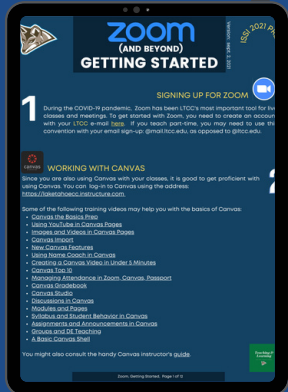 zoom
(AND BEYOND)
GETTING STARTED
Version: Sept. 3, 2021
LSSI 2021 P
SIGNING UP FOR ZOOM
1
During the COVID-19 pandemic, Zoom has been LTCC's most important tool for live
classes and meetings. To get started with Zoom, you need to create an accoun
with your LTCC e-mail here. If you teach part-time, you may need to use thi
convention with your email sign-up: @mail.ltcc.edu, as opposed to @ltcc.edu.
canvas
WORKING WITH CANVAS
Since you are also using Canvas with your classes, it is good to get proficient with
using Canvas. You can log-in to Canvas using the address:
https://laketahoecc.instructure.com
Some of the following training videos may help you with the basics of Canvas:
• Canvas the Basics Prep
• Using YouTube in Canvas Pages
• Images and Videos in Canvas Pages
• Canvas Import
• New Canvas Features
• Using Name Coach in Canvas
• Creating a Canvas Video in Under 5 Minutes
• Canvas Top 10
• Managing Attendance in Zoom, Canvas, Passport
• Canvas Gradebook
• Canvas Studio
• Discussions in Canvas
• Modules and Pages
• Syllabus and Student Behavior in Canvas
• Assignments and Announcements in Canvas
• Groups and DE Teaching
• A Basic Canvas Shell
You might also consult the handy Canvas Instructor's guide.
Teaching &
Learning
Zoom, Getting Started, Page 1 of 12